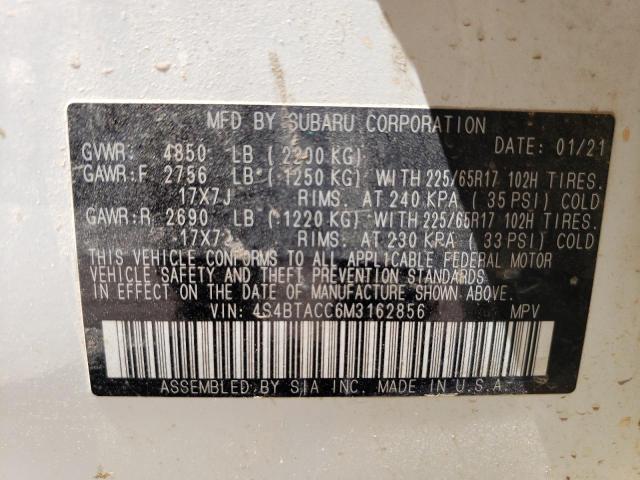 MFD BY SUBARU CORPORATION
DATE: 01/21
GVWR: 4850 LB (2200 KG)
GAWR:F 2756 LB (1250 KG) WITH 225/65R17 102H TIRES.
17X7J RIMS. AT 240 KPA (35 PSI) COLD
GAWR:R 2690 LB (1220 KG) WITH 225/65R17 102H TIRES.
17X7J RIMS. AT 230 KPA (33 PSI) COLD
THIS VEHICLE CONFORMS TO ALL APPLICABLE FEDERAL MOTOR
VEHICLE SAFETY AND THEFT PREVENTION STANDARDS
IN EFFECT ON THE DATE OF MANUFACTURE SHOWN ABOVE.
VIN: 4S4BTACC6M3162856 MPV
ASSEMBLED BY SIA INC. MADE IN U.S.A.